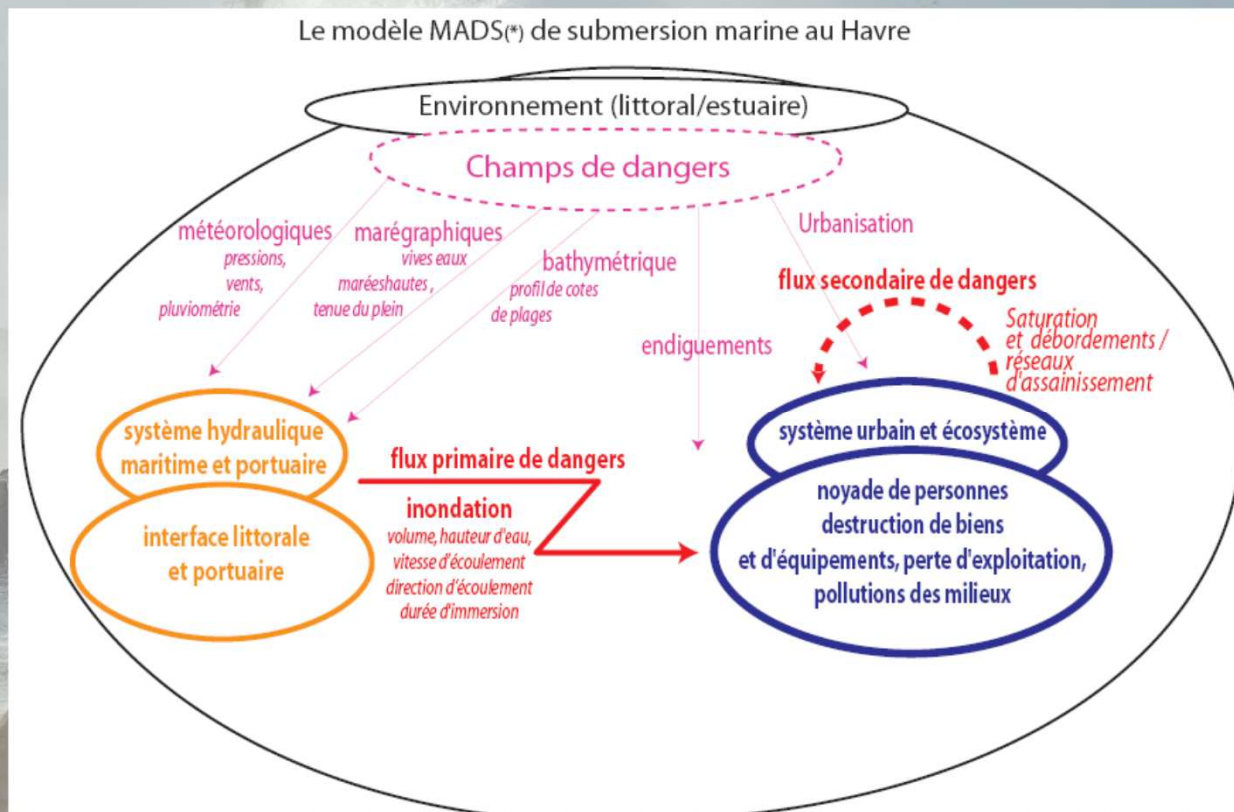 Le modèle MADS(*) de submersion marine au Havre
Environnement (littoral/estuaire)
Champs de dangers
météorologiques
pressions,
vents,
pluviométrie
marégraphiques
vives eaux
maréeshautes ,
tenue du plein
bathymétrique
profil de cotes
de plages
endiguements
Urbanisation
flux secondaire de dangers
Saturation
et débordements /
réseaux
d'assainissement
système hydraulique
maritime et portuaire
interface littorale
et portuaire
flux primaire de dangers
inondation
volume, hauteur d'eau,
vitesse d'écoulement
direction d'écoulement
durée d'immersion
système urbain et écosystème
noyade de personnes
destruction de biens
et d'équipements, perte d'exploitation,
pollutions des milieux